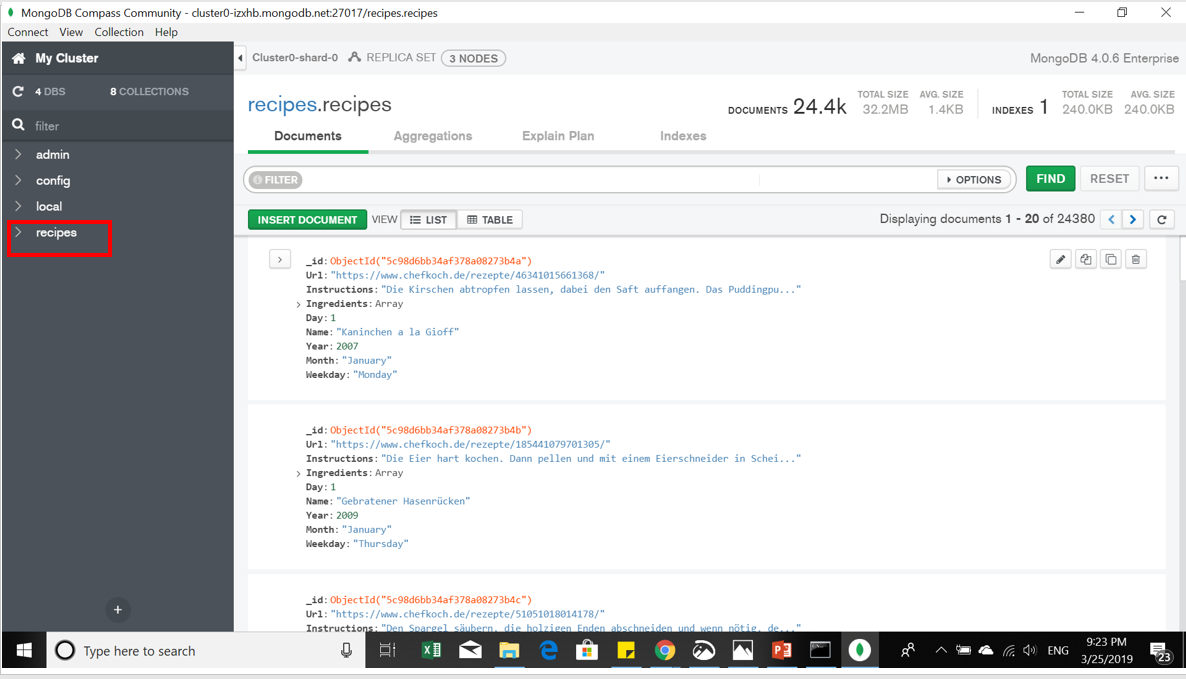 MongoDB Compass Community - cluster0-izxhb.mongodb.net:27017/recipes.recipes
Connect View Collection Help
My Cluster
Cluster0-shard-0 REPLICA SET 3 NODES
MongoDB 4.0.6 Enterprise
4 DBS 8 COLLECTIONS
filter
admin
config
local
recipes
recipes.recipes
DOCUMENTS 24.4k TOTAL SIZE 32.2MB AVG. SIZE 1.4KB INDEXES 1 TOTAL SIZE 240.0KB AVG. SIZE 240.0KB
Documents Aggregations Explain Plan Indexes
FILTER OPTIONS FIND RESET ...
INSERT DOCUMENT VIEW LIST TABLE Displaying documents 1 - 20 of 24380
_id: ObjectId("5c98d6bb34af378a08273b4a")
Url: "https://www.chefkoch.de/rezepte/46341015661368/"
Instructions: "Die Kirschen abtropfen lassen, dabei den Saft auffangen. Das Puddingpu..."
Ingredients: Array
Day: 1
Name: "Kaninchen a la Gioff"
Year: 2007
Month: "January"
Weekday: "Monday"
_id: ObjectId("5c98d6bb34af378a08273b4b")
Url: "https://www.chefkoch.de/rezepte/185441079701305/"
Instructions: "Die Eier hart kochen. Dann pellen und mit einem Eierschneider in Schei..."
Ingredients: Array
Day: 1
Name: "Gebratener Hasenrücken"
Year: 2009
Month: "January"
Weekday: "Thursday"
_id: ObjectId("5c98d6bb34af378a08273b4c")
Url: "https://www.chefkoch.de/rezepte/51051018014178/"
Instructions: "Den Spargel säubern, die holzigen Enden abschneiden und wenn nötig, de..."
+
Type here to search
ENG
9:23 PM
3/25/2019
23